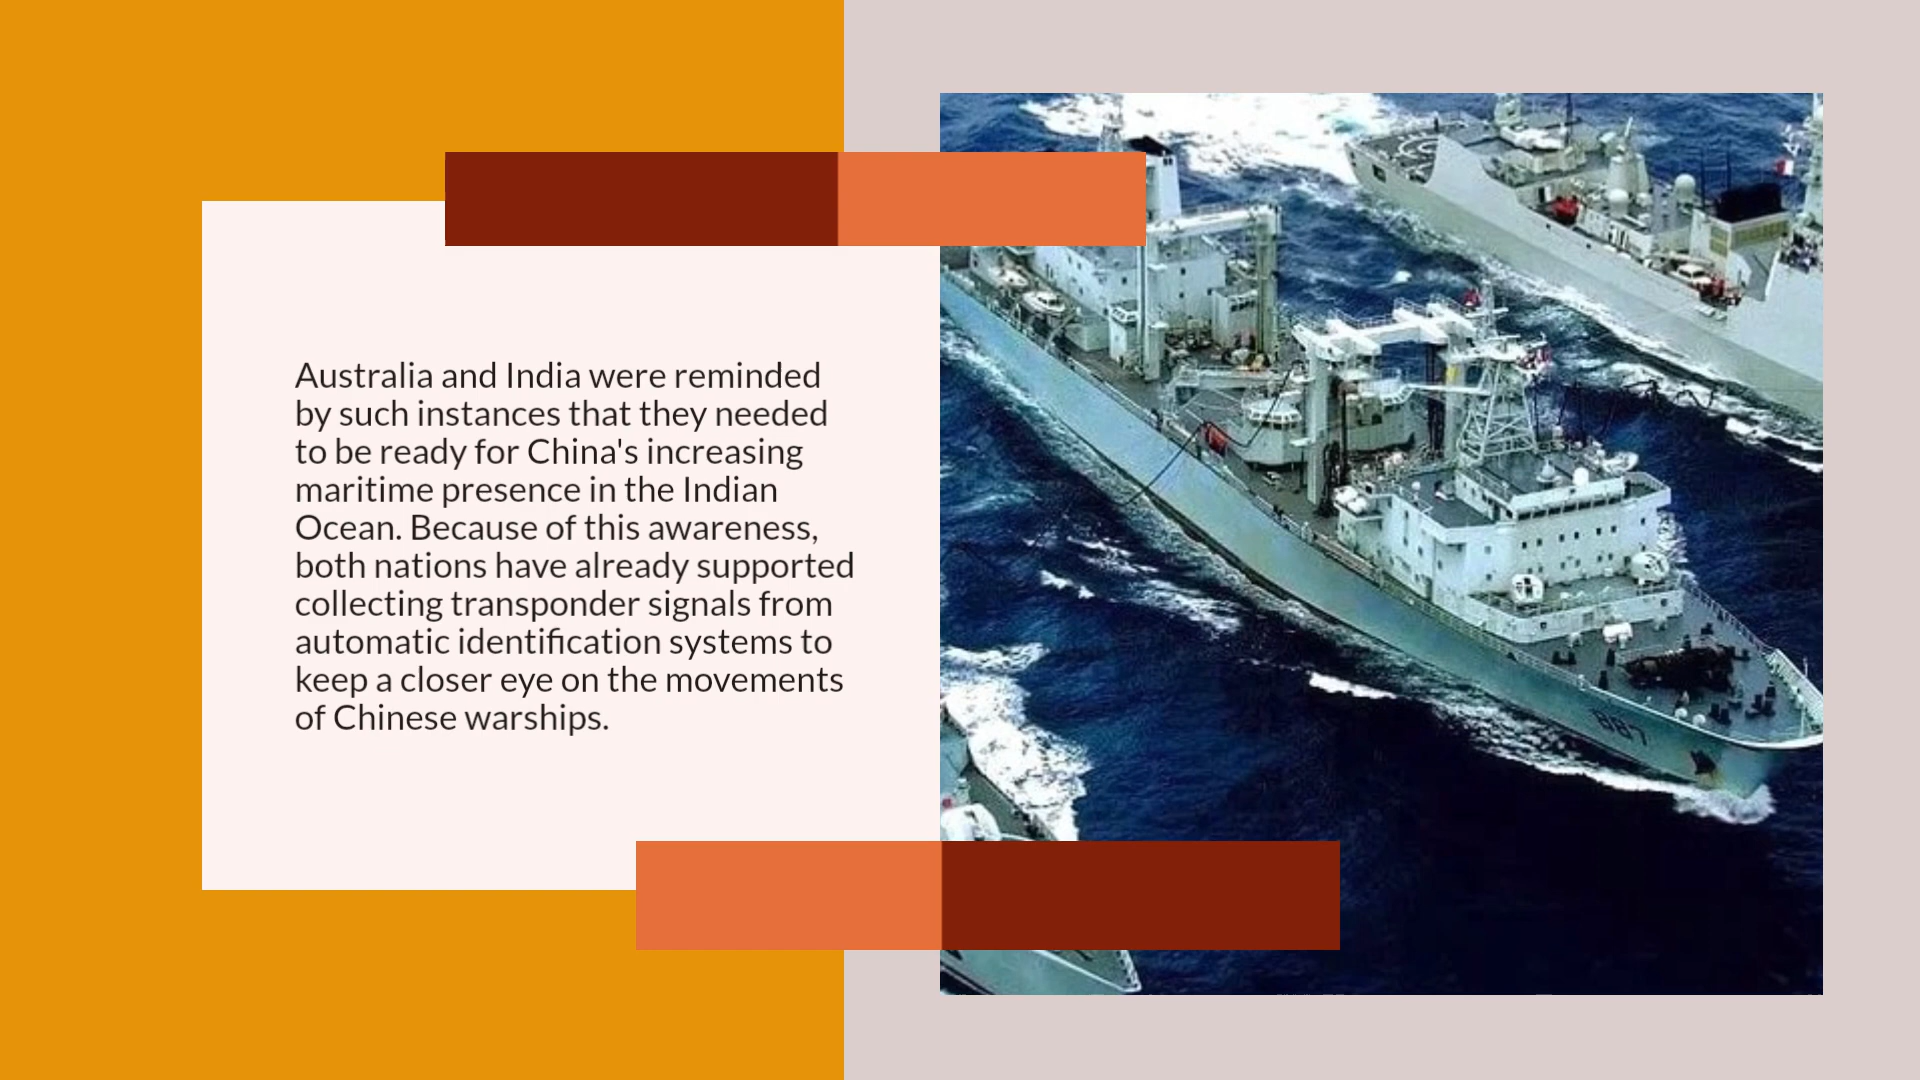 Australia and India were reminded
by such instances that they needed
to be ready for China's increasing
maritime presence in the Indian
Ocean. Because of this awareness,
both nations have already supported
collecting transponder signals from
automatic identification systems to
keep a closer eye on the movements
of Chinese warships.
887